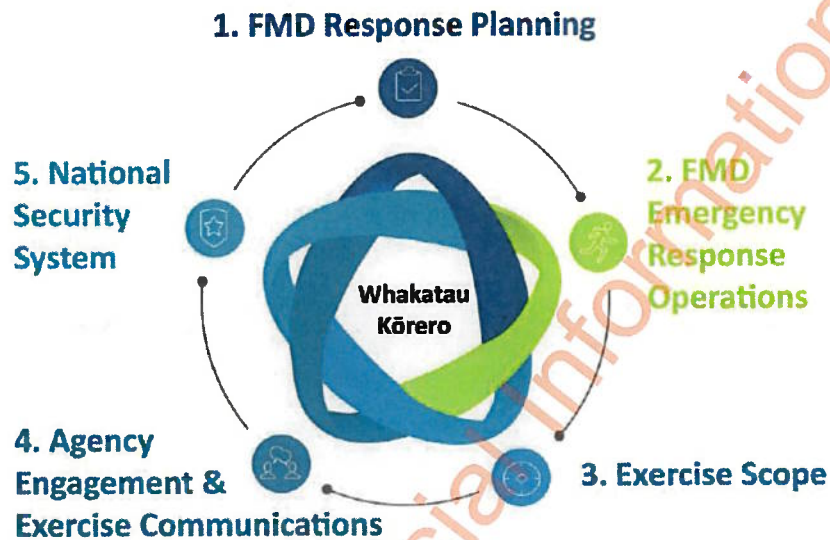 1. FMD Response Planning
2. FMD
Emergency
Response
Operations
3. Exercise Scope
4. Agency
Engagement &
Exercise Communications
5. National
Security
System
Whakatau
Kōrero
Information